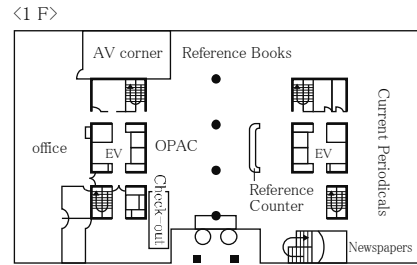 <1 F>
AV corner
Reference Books
Current Periodicals
office
EV
OPAC
EV
Check-out
Reference
Counter
Newspapers